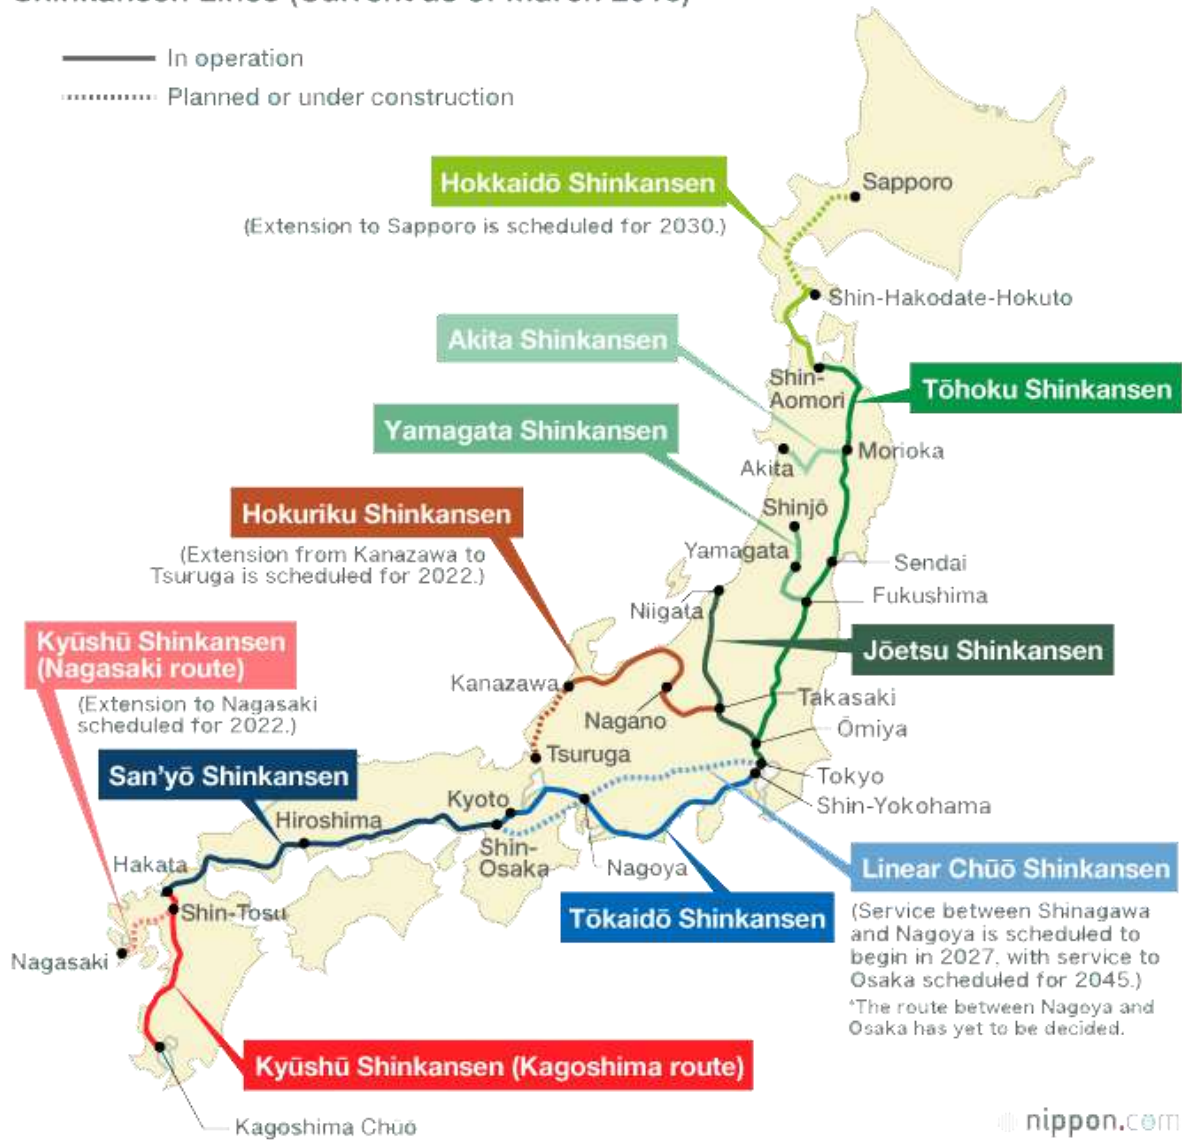 In operation
Planned or under construction
Hokkaidō Shinkansen
Sapporo
(Extension to Sapporo is scheduled for 2030.)
Shin-Hakodate-Hokuto
Akita Shinkansen
Shin-
Aomori
Tōhoku Shinkansen
Yamagata Shinkansen
Morioka
Akita
Hokuriku Shinkansen
Shinjō
(Extension from Kanazawa to
Tsuruga is scheduled for 2022.)
Yamagata
Sendai
Fukushima
Niigata
Kyūshū Shinkansen
(Nagasaki route)
Jōetsu Shinkansen
(Extension to Nagasaki
scheduled for 2022.)
Kanazawa
Nagano
Takasaki
Ōmiya
Tsuruga
San'yō Shinkansen
Tokyo
Shin-Yokohama
Kyoto
Hiroshima
Shin-
Osaka
Nagoya
Hakata
Linear Chūō Shinkansen
Shin-Tosu
Tōkaidō Shinkansen
(Service between Shinagawa
and Nagoya is scheduled to
begin in 2027, with service to
Osaka scheduled for 2045.)
*The route between Nagoya and
Osaka has yet to be decided.
Nagasaki
Kyūshū Shinkansen (Kagoshima route)
Kagoshima Chūō
nippon.com